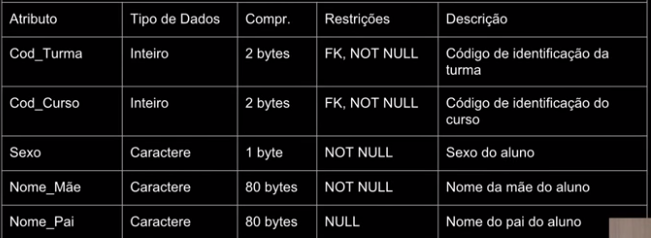 Atributo Tipo de Dados Compr. Restrições Descrição
Cod_Turma Inteiro 2 bytes FK, NOT NULL Código de identificação da
turma
Cod_Curso Inteiro 2 bytes FK, NOT NULL Código de identificação do
curso
Sexo Caractere 1 byte NOT NULL Sexo do aluno
Nome_Mãe Caractere 80 bytes NOT NULL Nome da mãe do aluno
Nome_Pai Caractere 80 bytes NULL Nome do pai do aluno